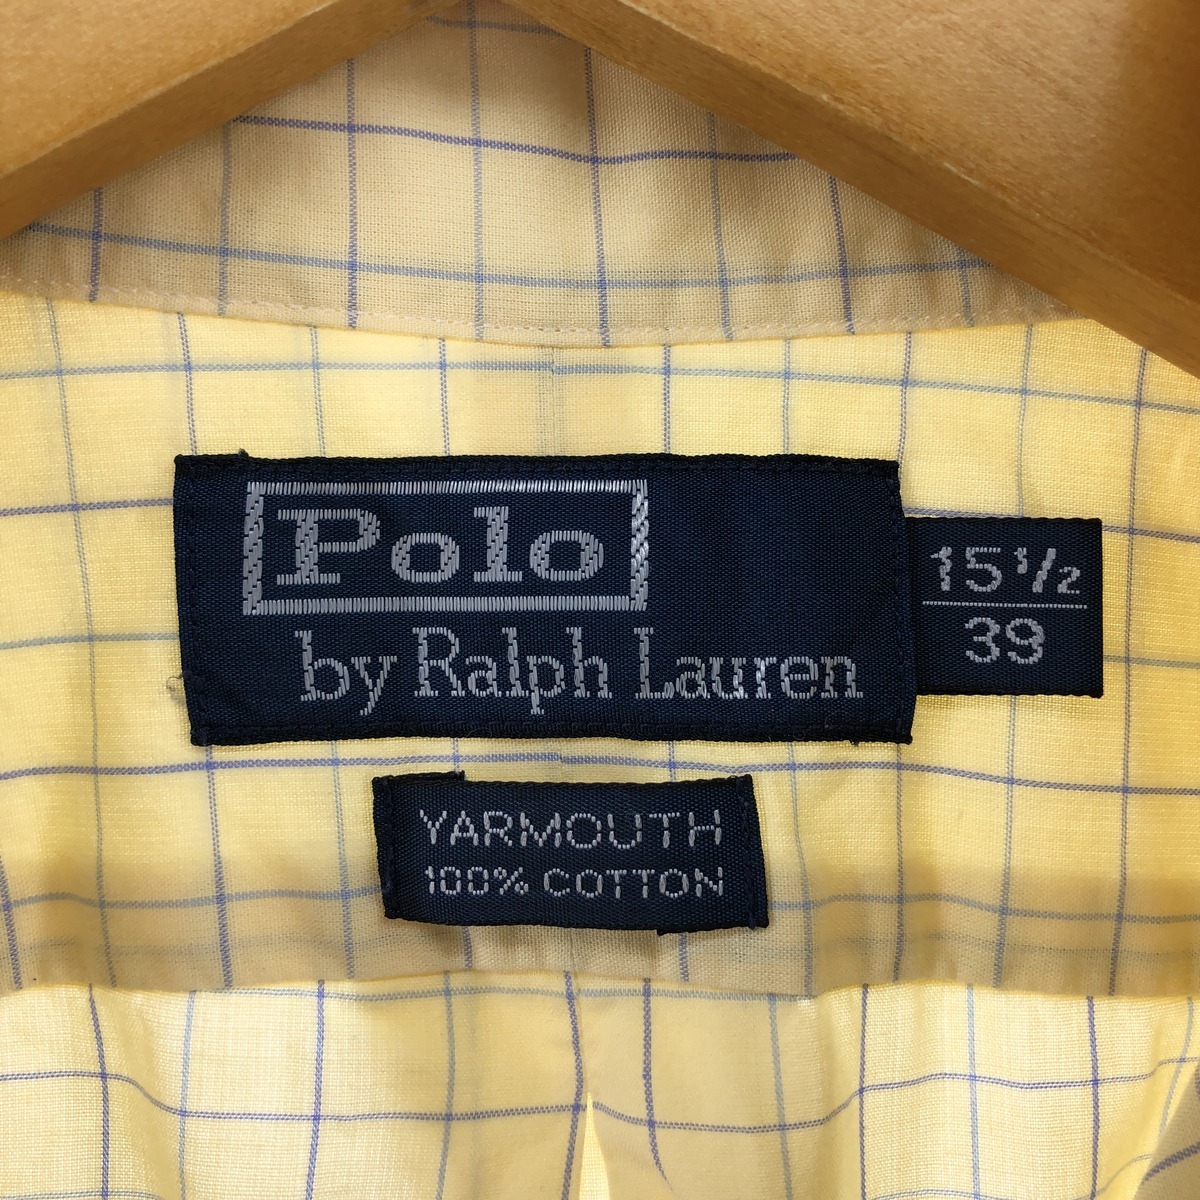 Polo
by Ralph Lauren
15 1/2
39
YARMOUTH
100% COTTON